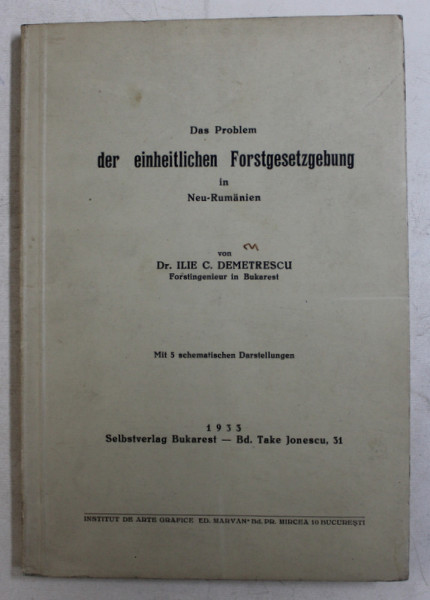 Das Problem
der einheitlichen Forstgesetzgebung
in
Neu-Rumänien
von
Dr. ILIE C. DEMETRESCU
Forstingenieur in Bukarest
Mit 5 schematischen Darstellungen
1933
Selbstverlag Bukarest — Bd. Take Jonescu, 31
INSTITUT DE ARTE GRAFICE ED. MARVAN" Bd. PR. MIRCEA 10 BUCUREȘTI